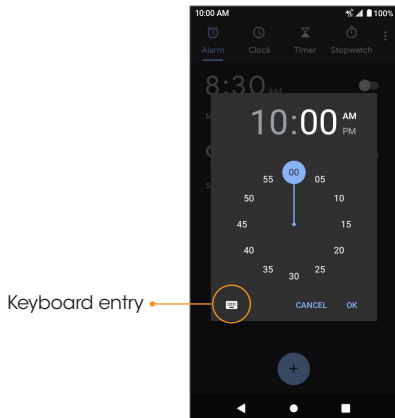 10:00 AM 100%
Alarm Clock Timer Stopwatch
8:30 AM
M
10:00 AM
PM
00
55 05
50 10
45 15
40 20
35 25
30
S
Keyboard entry
CANCEL OK
+